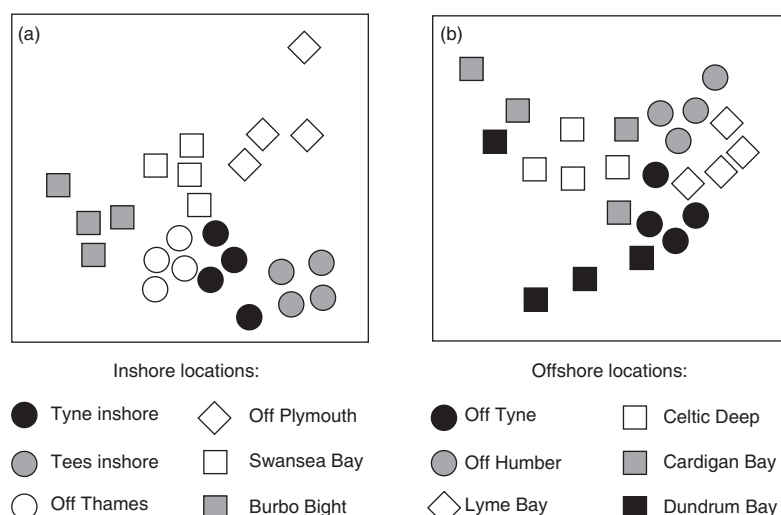 (a)
(b)
Inshore locations:
Tyne inshore
Off Plymouth
Tees inshore
Swansea Bay
Off Thames
Burbo Bight
Offshore locations:
Off Tyne
Celtic Deep
Off Humber
Cardigan Bay
Lyme Bay
Dundrum Bay